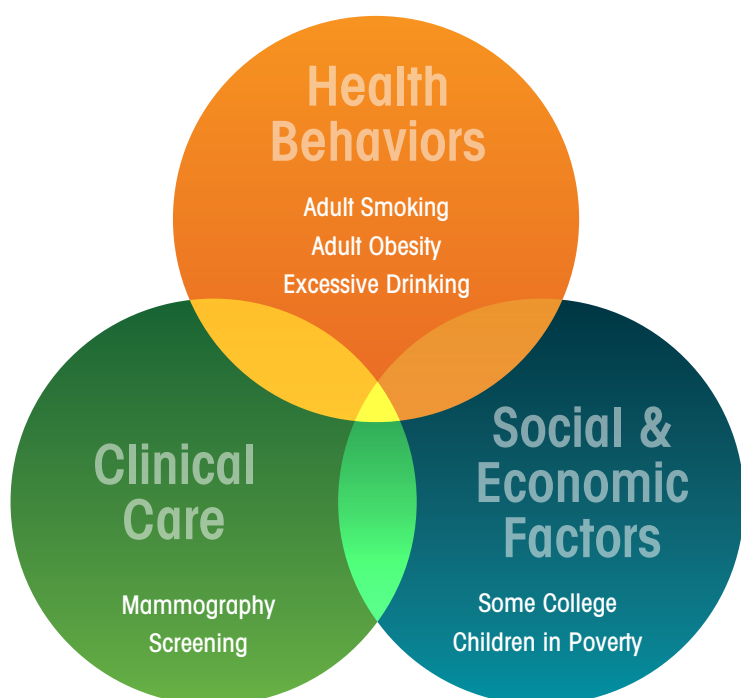 Health
Behaviors
Adult Smoking
Adult Obesity
Excessive Drinking
Clinical
Care
Mammography
Screening
Social &
Economic
Factors
Some College
Children in Poverty